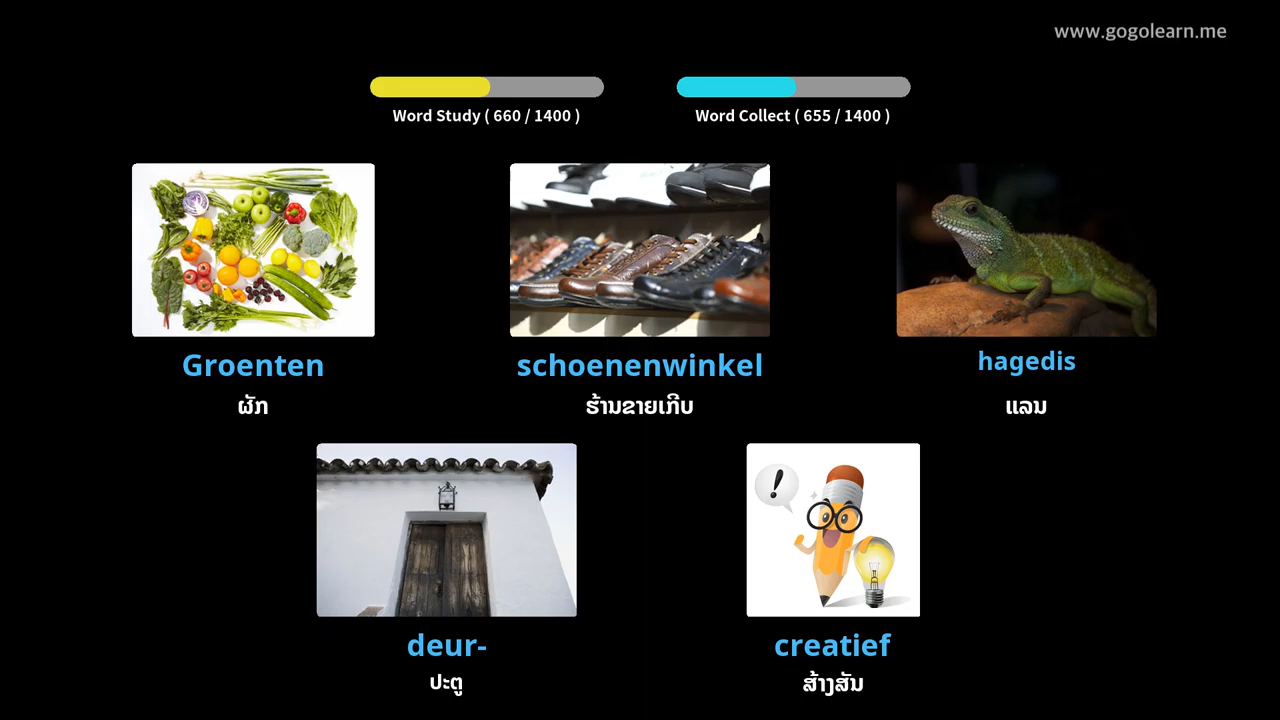 www.gogolearn.me
Word Study ( 660 / 1400 )
Word Collect ( 655 / 1400 )
Groenten
schoenenwinkel
hagedis
ຜັກ
ຮ້ານຂາຍເກີບ
ແລນ
!
deur-
creatief
ປະຕູ
ສ້າງສັນ